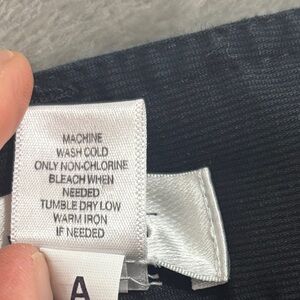 MACHINE
WASH COLD
ONLY NON-CHLORINE
BLEACH WHEN
NEEDED
TUMBLE DRY LOW
WARM IRON
IF NEEDED
A